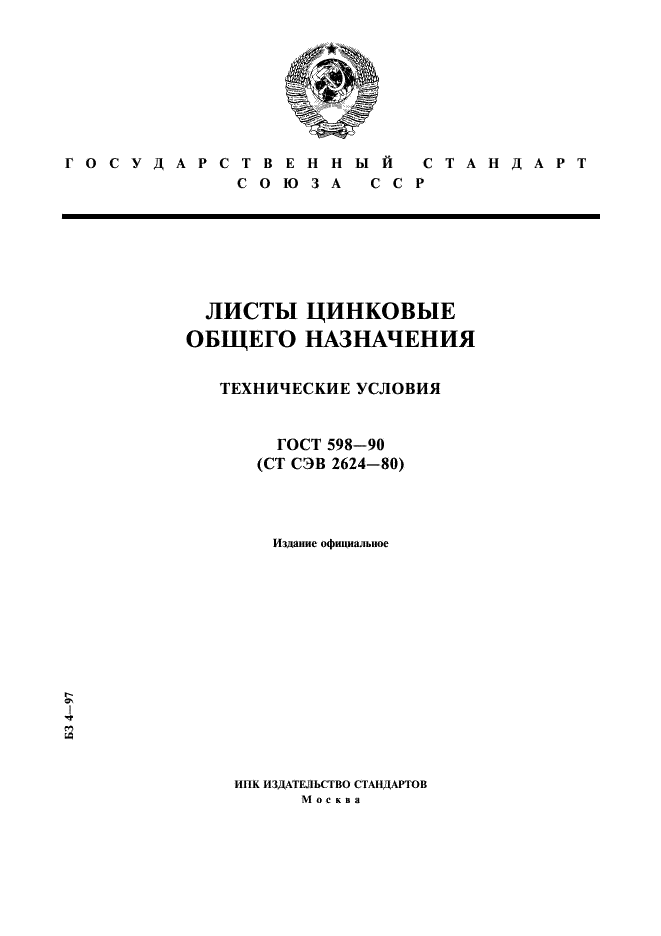 ГОСУДАРСТВЕННЫЙ СТАНДАРТ
СОЮЗА ССР
ЛИСТЫ ЦИНКОВЫЕ
ОБЩЕГО НАЗНАЧЕНИЯ
ТЕХНИЧЕСКИЕ УСЛОВИЯ
ГОСТ 598—90
(СТ СЭВ 2624—80)
Издание официальное
БЗ 4—97
ИПК ИЗДАТЕЛЬСТВО СТАНДАРТОВ
Москва